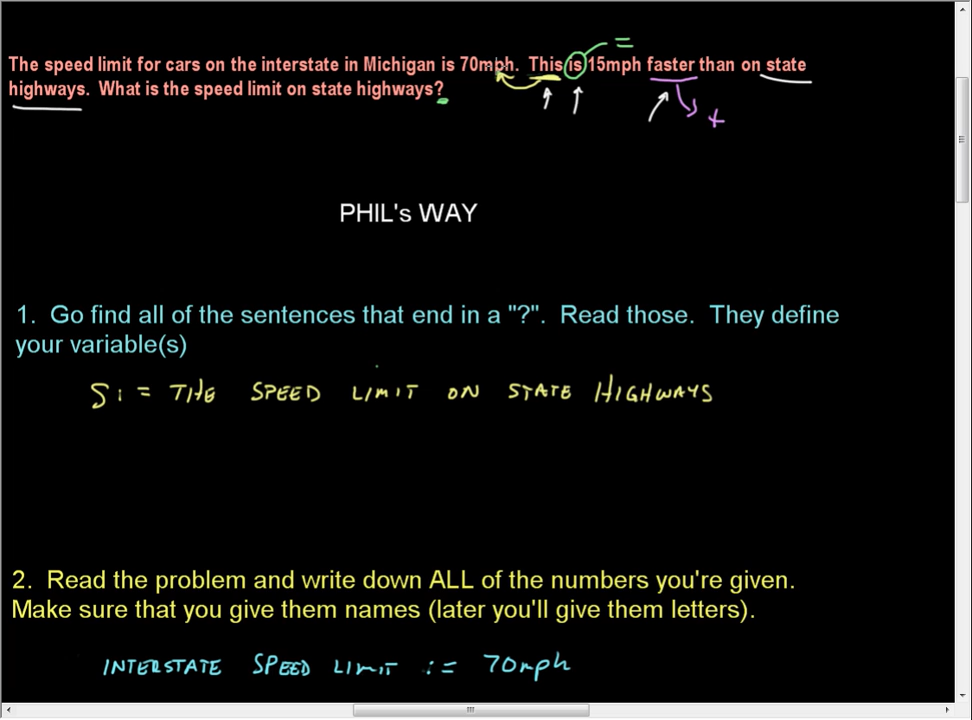 The speed limit for cars on the interstate in Michigan is 70mph. This is 15mph faster than on state
highways. What is the speed limit on state highways?
=
+
PHIL's WAY
1. Go find all of the sentences that end in a "?". Read those. They define
your variable(s)
S := THE SPEED LIMIT ON STATE HIGHWAYS
2. Read the problem and write down ALL of the numbers you're given.
Make sure that you give them names (later you'll give them letters).
INTERSTATE SPEED LIMIT := 70mph